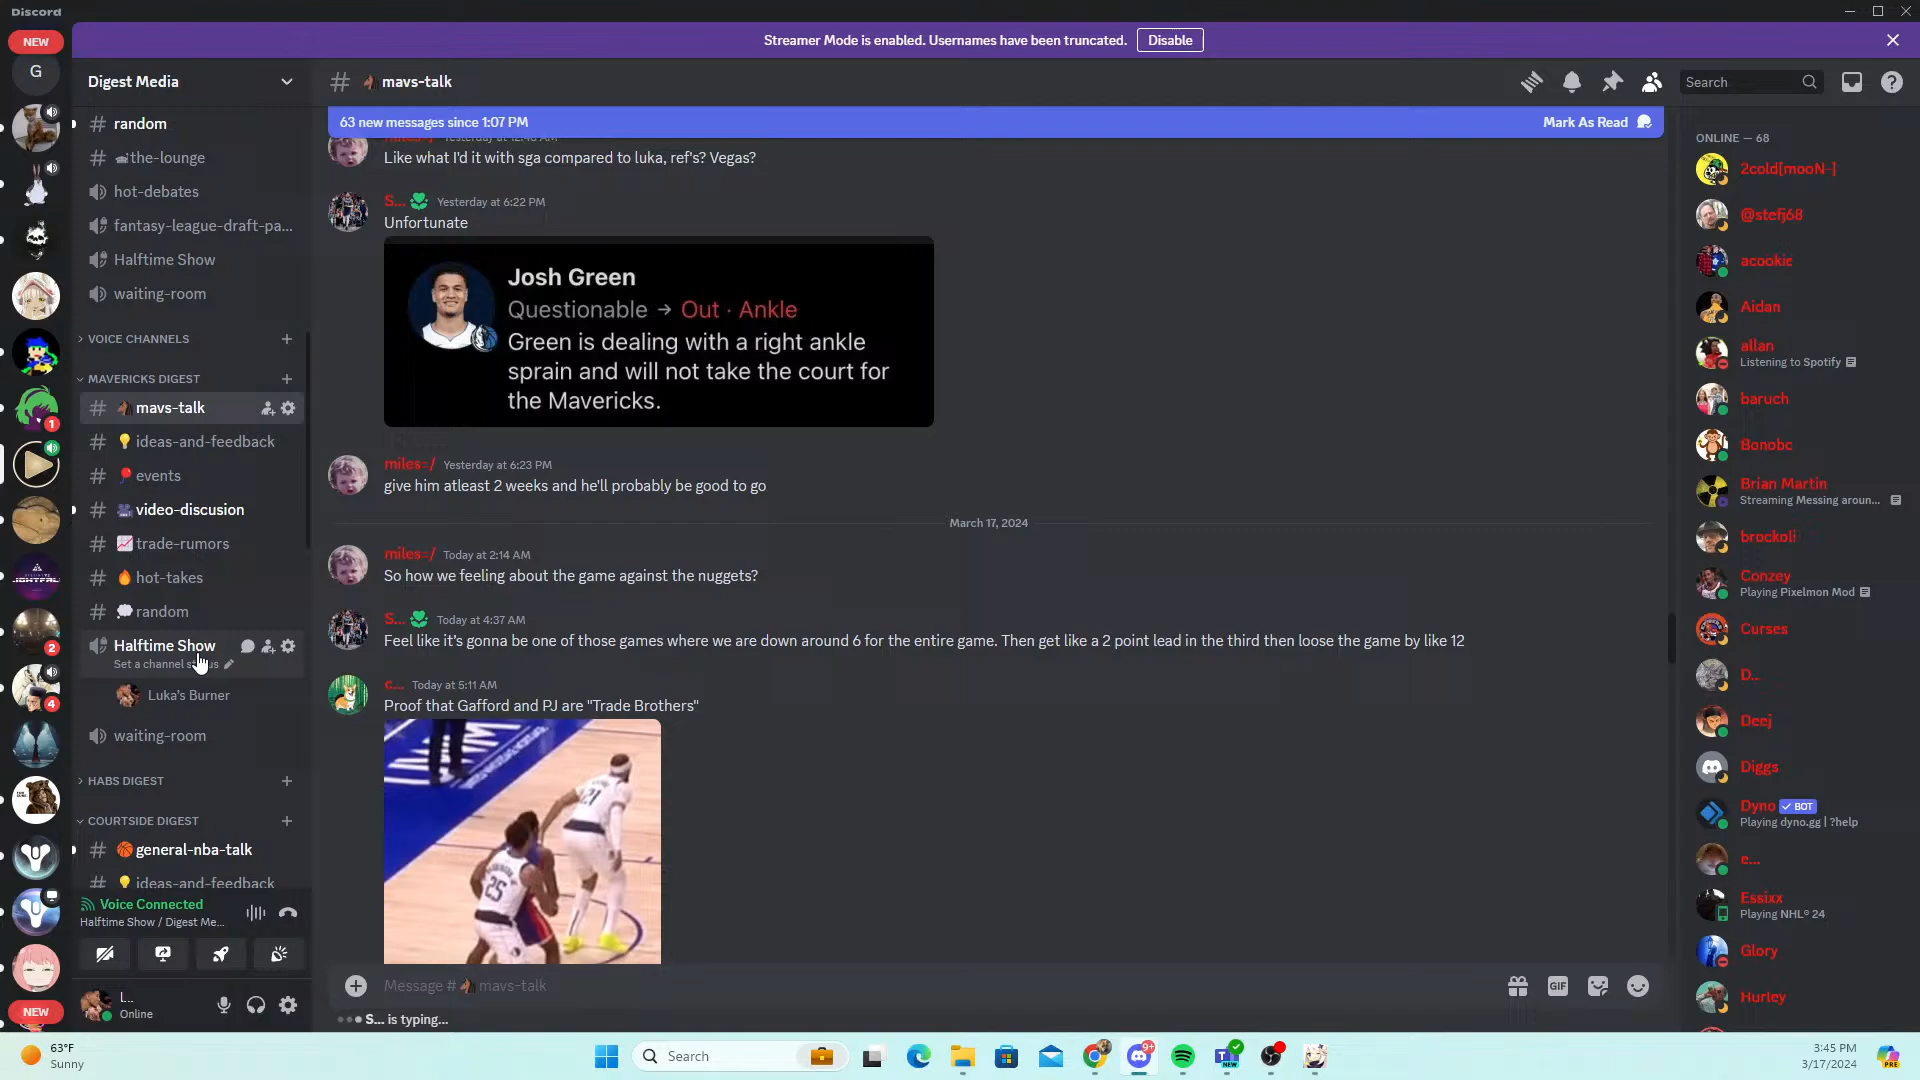 Discord
NEW
Streamer Mode is enabled. Usernames have been truncated.
Disable
G
Digest Media
random
the-lounge
hot-debates
fantasy-league-draft-pa...
Halftime Show
waiting-room
VOICE CHANNELS
MAVERICKS DIGEST
mavs-talk
ideas-and-feedback
events
video-discusion
trade-rumors
hot-takes
random
Halftime Show
Luka's Burner
waiting-room
HABS DIGEST
COURTSIDE DIGEST
general-nba-talk
ideas-and-feedback
Voice Connected
Halftime Show / Digest Me...
l...
Online
1
2
4
NEW
mavs-talk
Search
63 new messages since 1:07 PM
Mark As Read
Like what I'd it with sga compared to luka, ref's? Vegas?
S... Yesterday at 6:22 PM
Unfortunate
Josh Green
Questionable → Out · Ankle
Green is dealing with a right ankle
sprain and will not take the court for
the Mavericks.
miles=/ Yesterday at 6:23 PM
give him atleast 2 weeks and he'll probably be good to go
March 17, 2024
miles=/ Today at 2:14 AM
So how we feeling about the game against the nuggets?
S... Today at 4:37 AM
Feel like it's gonna be one of those games where we are down around 6 for the entire game. Then get like a 2 point lead in the third then loose the game by like 12
c... Today at 5:11 AM
Proof that Gafford and PJ are "Trade Brothers"
21
25
Message # mavs-talk
GIF
S... is typing...
ONLINE — 68
2cold[mooN-]
@stefj68
acookie
Aidan
allan
Listening to Spotify
baruch
Bonobc
Brian Martin
Streaming Messing aroun...
brockoli
Conzey
Playing Pixelmon Mod
Curses
D...
Deej
Diggs
Dyno BOT
Playing dyno.gg | ?help
e...
Essixx
Playing NHL® 24
Glory
Hurley
63°F
Sunny
Search
9+
NEW
3:45 PM
3/17/2024
PRE